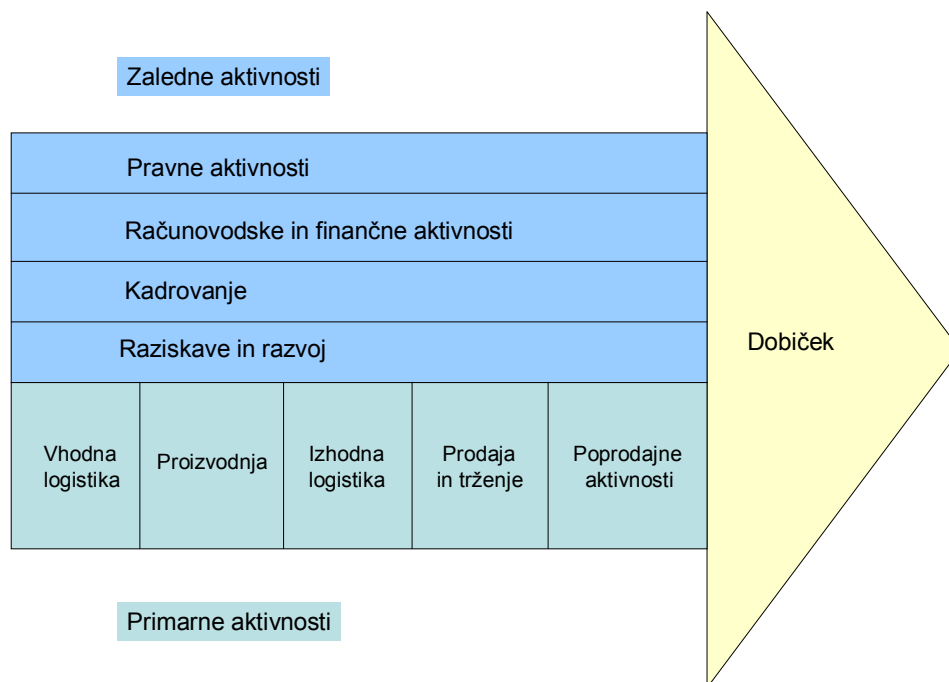 Zaledne aktivnosti
Pravne aktivnosti
Računovodske in finančne aktivnosti
Kadrovanje
Raziskave in razvoj
Dobiček
Vhodna
logistika
Proizvodnja
Izhodna
logistika
Prodaja
in trženje
Poprodajne
aktivnosti
Primarne aktivnosti